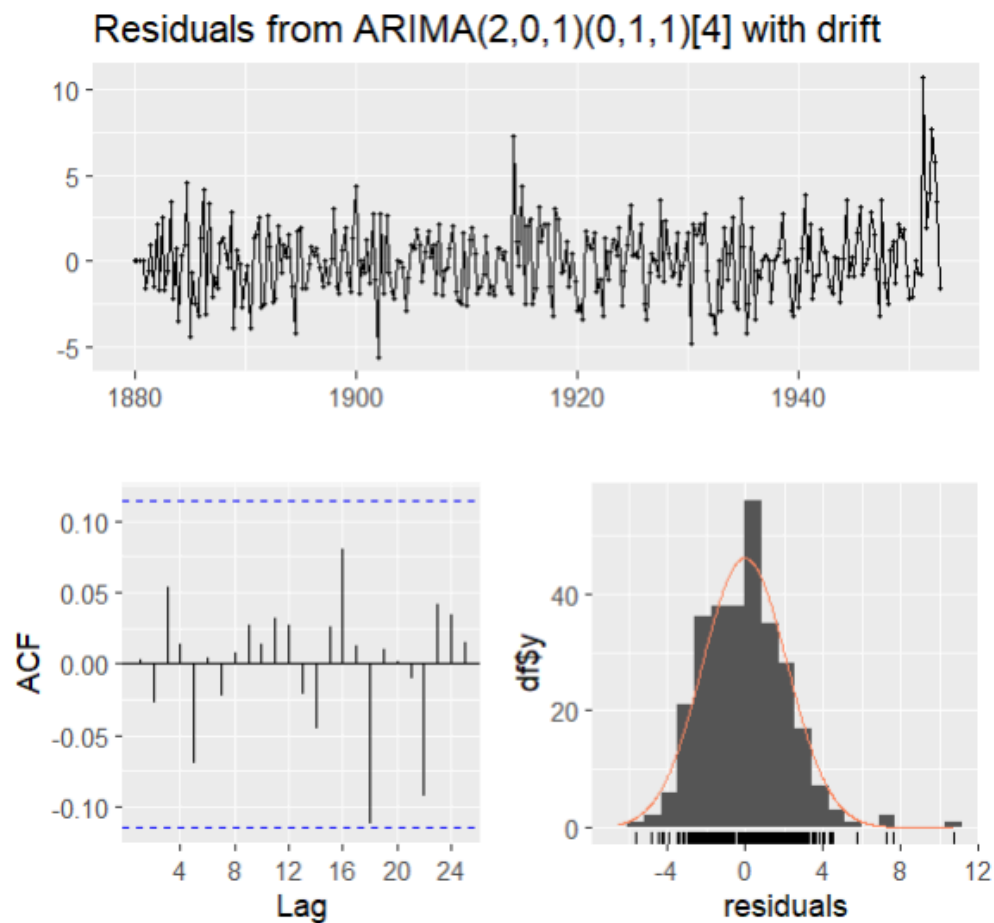 Residuals from ARIMA(2,0,1)(0,1,1)[4] with drift
10
5
0
-5
1880 1900 1920 1940
ACF
0.10
0.05
0.00
-0.05
-0.10
4 8 12 16 20 24
Lag
df$y
40
20
0
-4 0 4 8 12
residuals